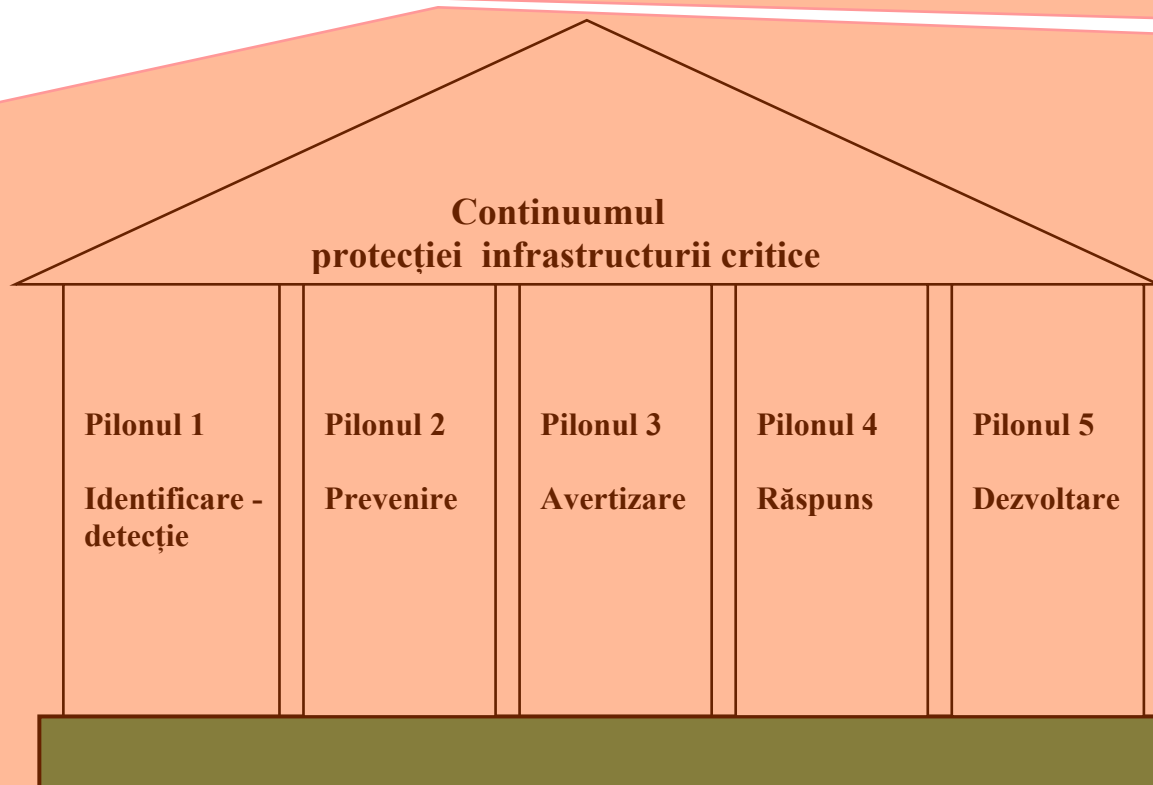 Continuumul
protecției infrastructurii critice
Pilonul 1
Identificare -
detecție
Pilonul 2
Prevenire
Pilonul 3
Avertizare
Pilonul 4
Răspuns
Pilonul 5
Dezvoltare